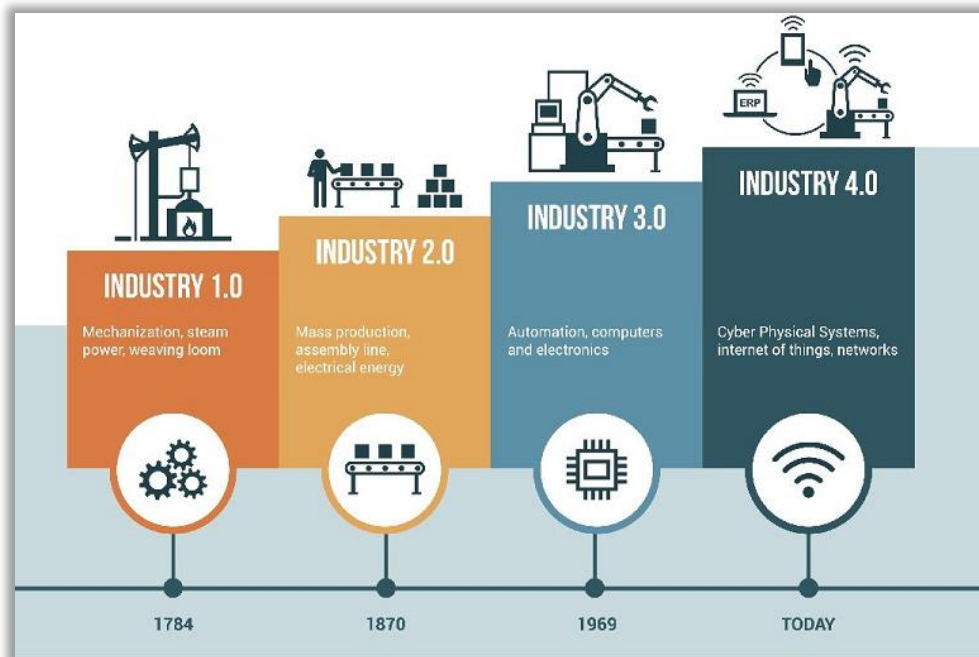 ERP
INDUSTRY 1.0
Mechanization, steam
power, weaving loom
INDUSTRY 2.0
Mass production,
assembly line,
electrical energy
INDUSTRY 3.0
Automation, computers
and electronics
INDUSTRY 4.0
Cyber Physical Systems,
internet of things, networks
1784
1870
1969
TODAY